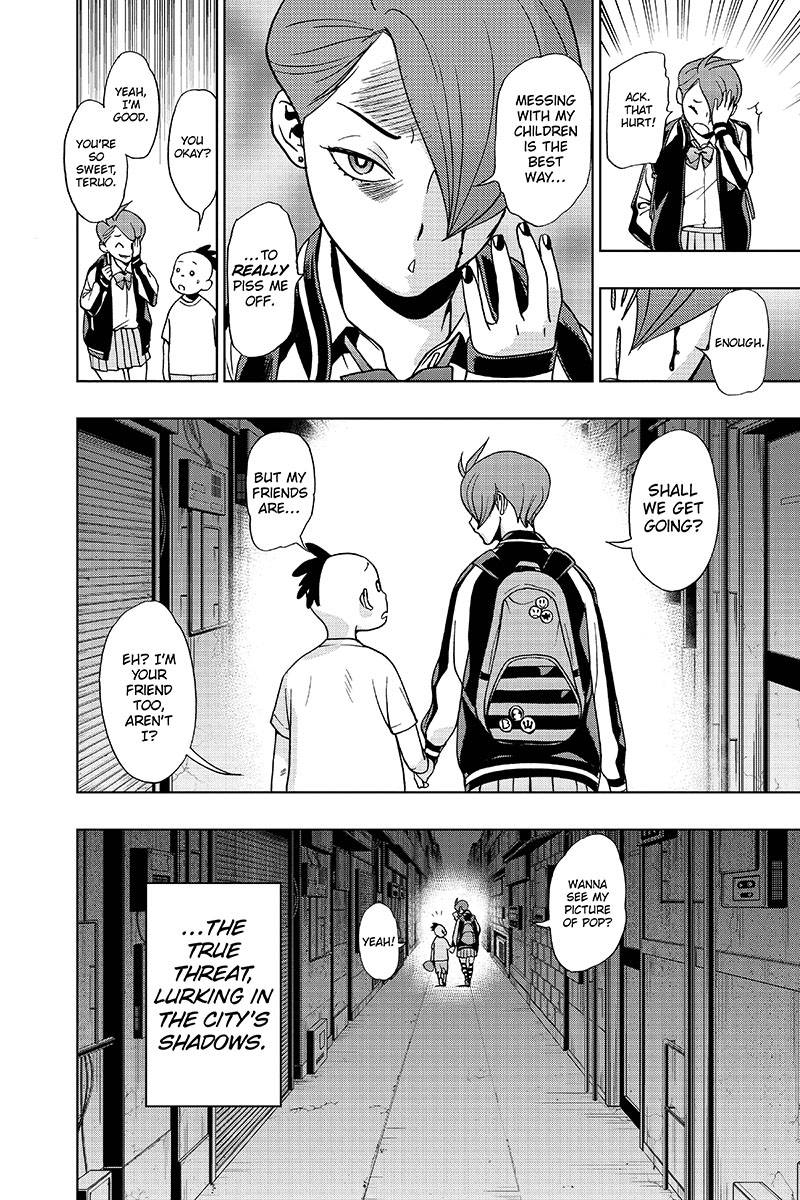 ACK.
THAT
HURT!
ENOUGH.
MESSING
WITH MY
CHILDREN
IS THE
BEST
WAY...
...TO
REALLY
PISS ME
OFF.
YOU
OKAY?
YEAH,
I'M
GOOD.
YOU'RE
SO
SWEET,
TERUO.
SHALL
WE GET
GOING?
BUT MY
FRIENDS
ARE...
EH? I'M
YOUR
FRIEND
TOO,
AREN'T
I?
WANNA
SEE MY
PICTURE
OF POP?
YEAH!
...THE
TRUE
THREAT,
LURKING IN
THE CITY'S
SHADOWS.